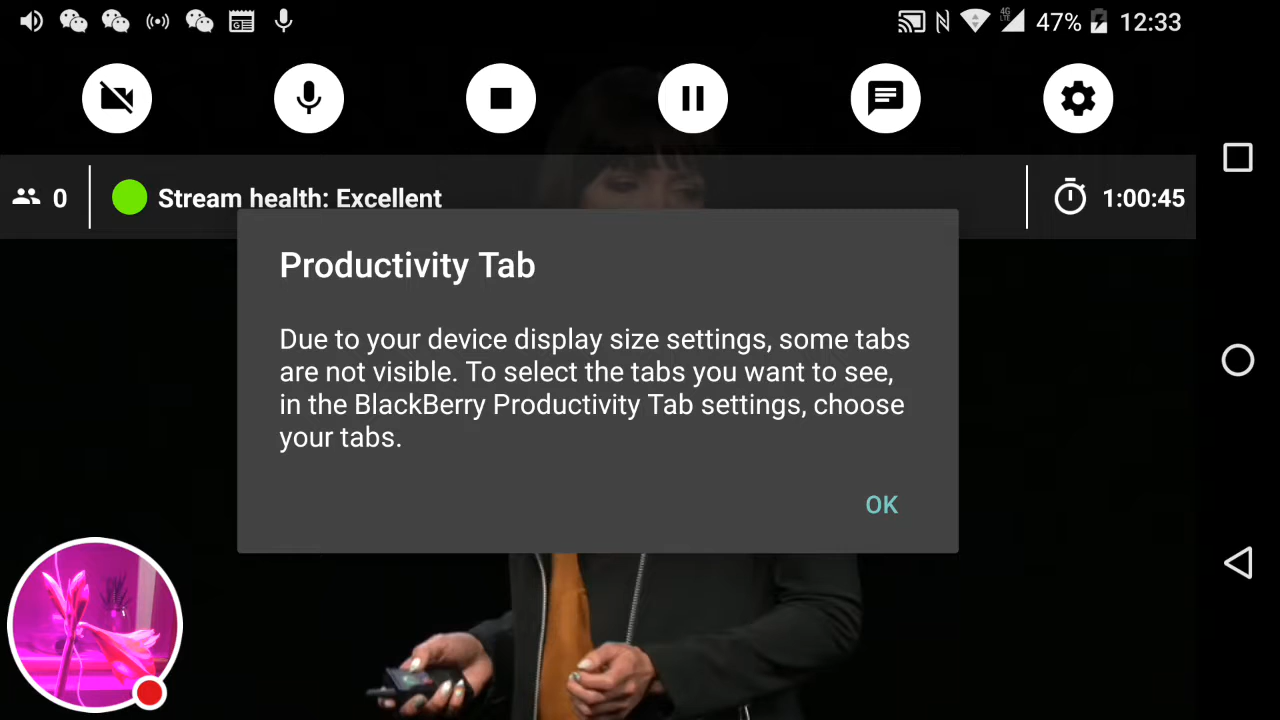 4G
LTE
47%
12:33
0
Stream health: Excellent
1:00:45
Productivity Tab
Due to your device display size settings, some tabs
are not visible. To select the tabs you want to see,
in the BlackBerry Productivity Tab settings, choose
your tabs.
OK